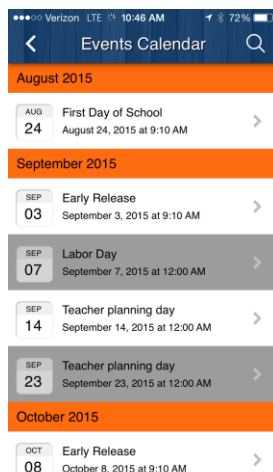 Verizon LTE 10:46 AM 72%
Events Calendar
August 2015
AUG
24
First Day of School
August 24, 2015 at 9:10 AM
September 2015
SEP
03
Early Release
September 3, 2015 at 9:10 AM
SEP
07
Labor Day
September 7, 2015 at 12:00 AM
SEP
14
Teacher planning day
September 14, 2015 at 12:00 AM
SEP
23
Teacher planning day
September 23, 2015 at 12:00 AM
October 2015
OCT
08
Early Release
October 8, 2015 at 9:10 AM